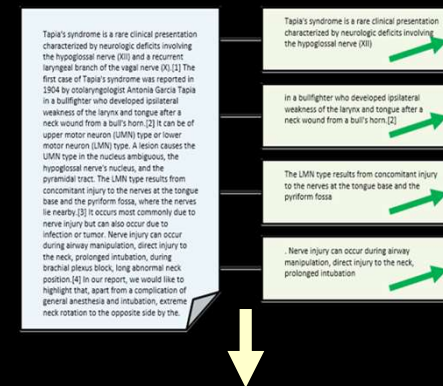 Tapia's syndrome is a rare clinical presentation
characterized by neurologic deficits involving
the hypoglossal nerve (XII) and a recurrent
laryngeal branch of the vagal nerve (X).[1] The
first case of Tapia's syndrome was reported in
1904 by otolaryngologist Antonia Garcia Tapia
in a bullfighter who developed ipsilateral
weakness of the larynx and tongue after a
neck wound from a bull's horn.[2] It can be of
upper motor neuron (UMN) type or lower
motor neuron (LMN) type. A lesion causes the
UMN type in the nucleus ambiguous, the
hypoglossal nerve's nucleus, and the
pyramidal tract. The LMN type results from
concomitant injury to the nerves at the tongue
base and the pyriform fossa, where the nerves
lie nearby.[3] It occurs most commonly due to
nerve injury but can also occur due to
infection or tumor. Nerve injury can occur
during airway manipulation, direct injury to
the neck, prolonged intubation, during
brachial plexus block, long abnormal neck
position.[4] In our report, we would like to
highlight that, apart from a complication of
general anesthesia and intubation, extreme
neck rotation to the opposite side by the.
Tapia's syndrome is a rare clinical presentation
characterized by neurologic deficits involving
the hypoglossal nerve (XII)
in a bullfighter who developed ipsilateral
weakness of the larynx and tongue after a
neck wound from a bull's horn.[2]
The LMN type results from concomitant injury
to the nerves at the tongue base and the
pyriform fossa
. Nerve injury can occur during airway
manipulation, direct injury to the neck,
prolonged intubation